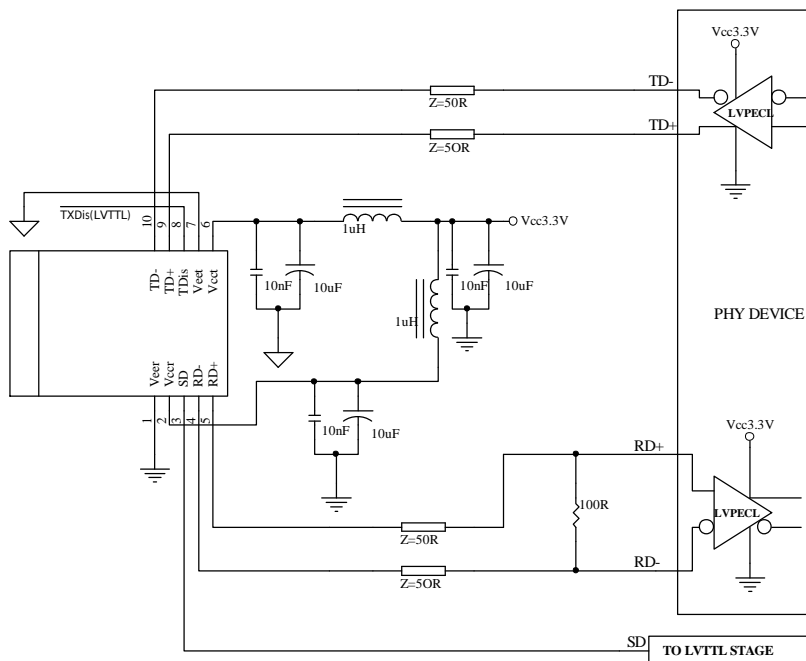 Vcc3.3V
TD-
LVPECL
Z=50R
TD+
Z=5OR
TXDis(LVTTL)
10
9
8
7
6
1uH
Vcc3.3V
TD-
TD+
TDis
Veet
Vcct
10nF
10uF
10nF
10uF
1uH
PHY DEVICE
Veer
Vccr
SD
RD-
RD+
1
2
3
4
5
10nF
10uF
Vcc3.3V
RD+
LVPECL
100R
Z=50R
RD-
Z=5OR
SD
TO LVTTL STAGE